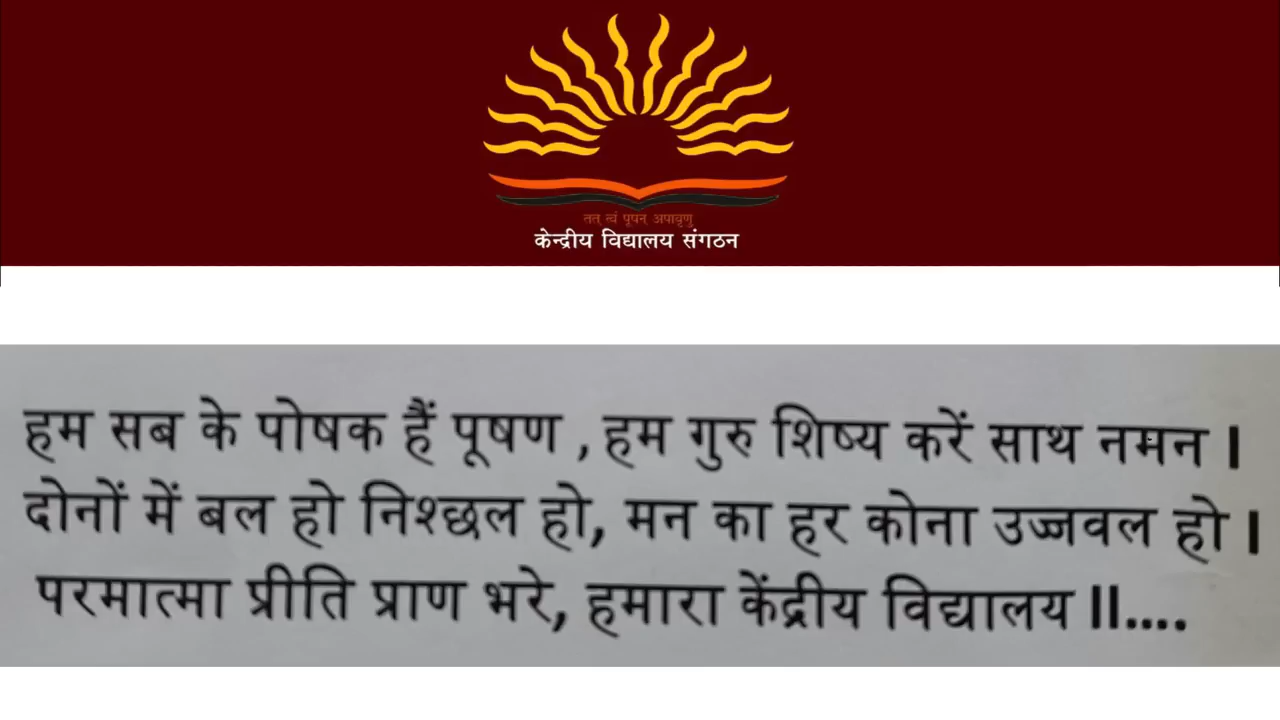 तत् त्वं पूषन् अपावृणु
केन्द्रीय विद्यालय संगठन
हम सब के पोषक हैं पूषण , हम गुरु शिष्य करें साथ नमन ।
दोनों में बल हो निश्छल हो, मन का हर कोना उज्जवल हो ।
परमात्मा प्रीति प्राण भरे, हमारा केंद्रीय विद्यालय ॥....